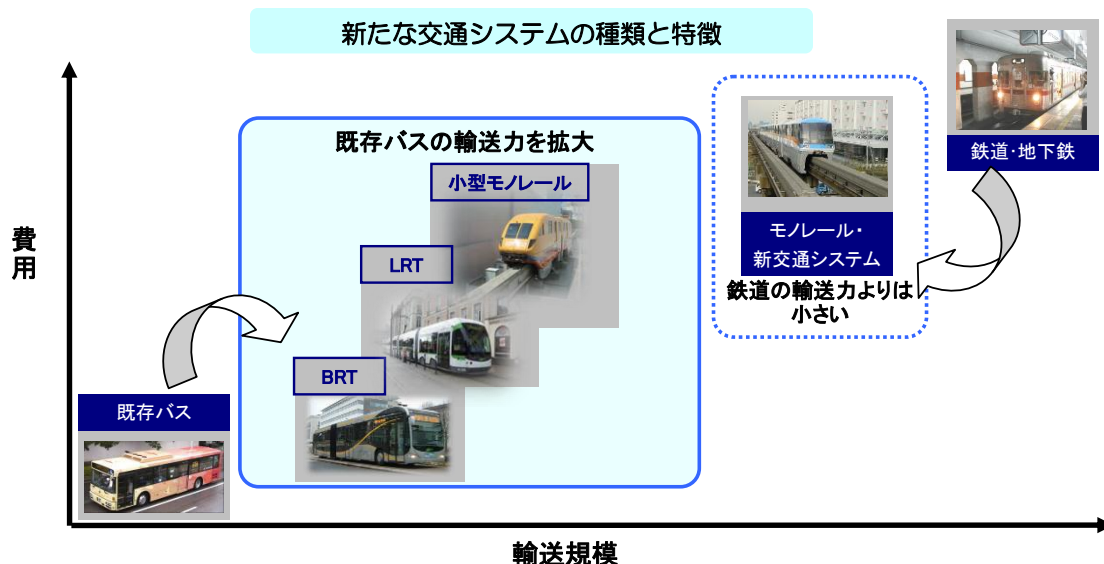 新たな交通システムの種類と特徴
費
用
既存バスの輸送力を拡大
小型モノレール
LRT
BRT
既存バス
モノレール・
新交通システム
鉄道の輸送力よりは
小さい
鉄道・地下鉄
輸送規模